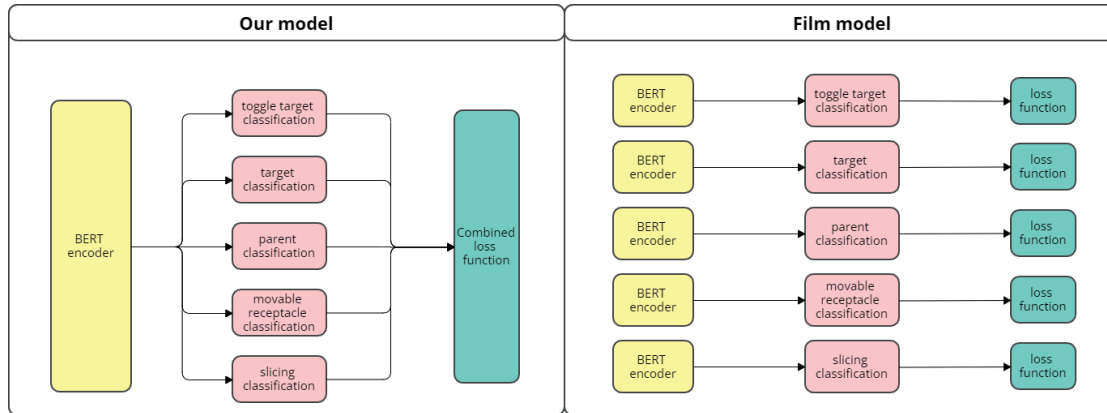 Our model
BERT
encoder
toggle target
classification
target
classification
parent
classification
movable
receptacle
classification
slicing
classification
Combined
loss
function
Film model
BERT
encoder
toggle target
classification
loss
function
BERT
encoder
target
classification
loss
function
BERT
encoder
parent
classification
loss
function
BERT
encoder
movable
receptacle
classification
loss
function
BERT
encoder
slicing
classification
loss
function